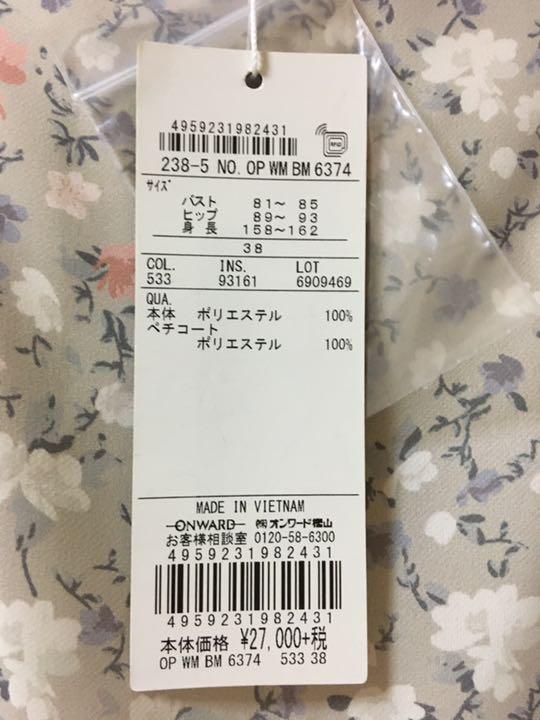 4959231982431
RFID
238-5 NO. OP WM BM 6374
サイズ
バスト 81〜 85
ヒップ 89〜 93
身長 158〜162
38
COL. INS. LOT
533 93161 6909469
QUA.
本体 ポリエステル 100%
ペチコート
ポリエステル 100%
MADE IN VIETNAM
ONWARD ㈱オンワード樫山
お客様相談室 0120-58-6300
4959231982431
4959231982431
本体価格 ¥27,000+税
OP WM BM 6374 533 38